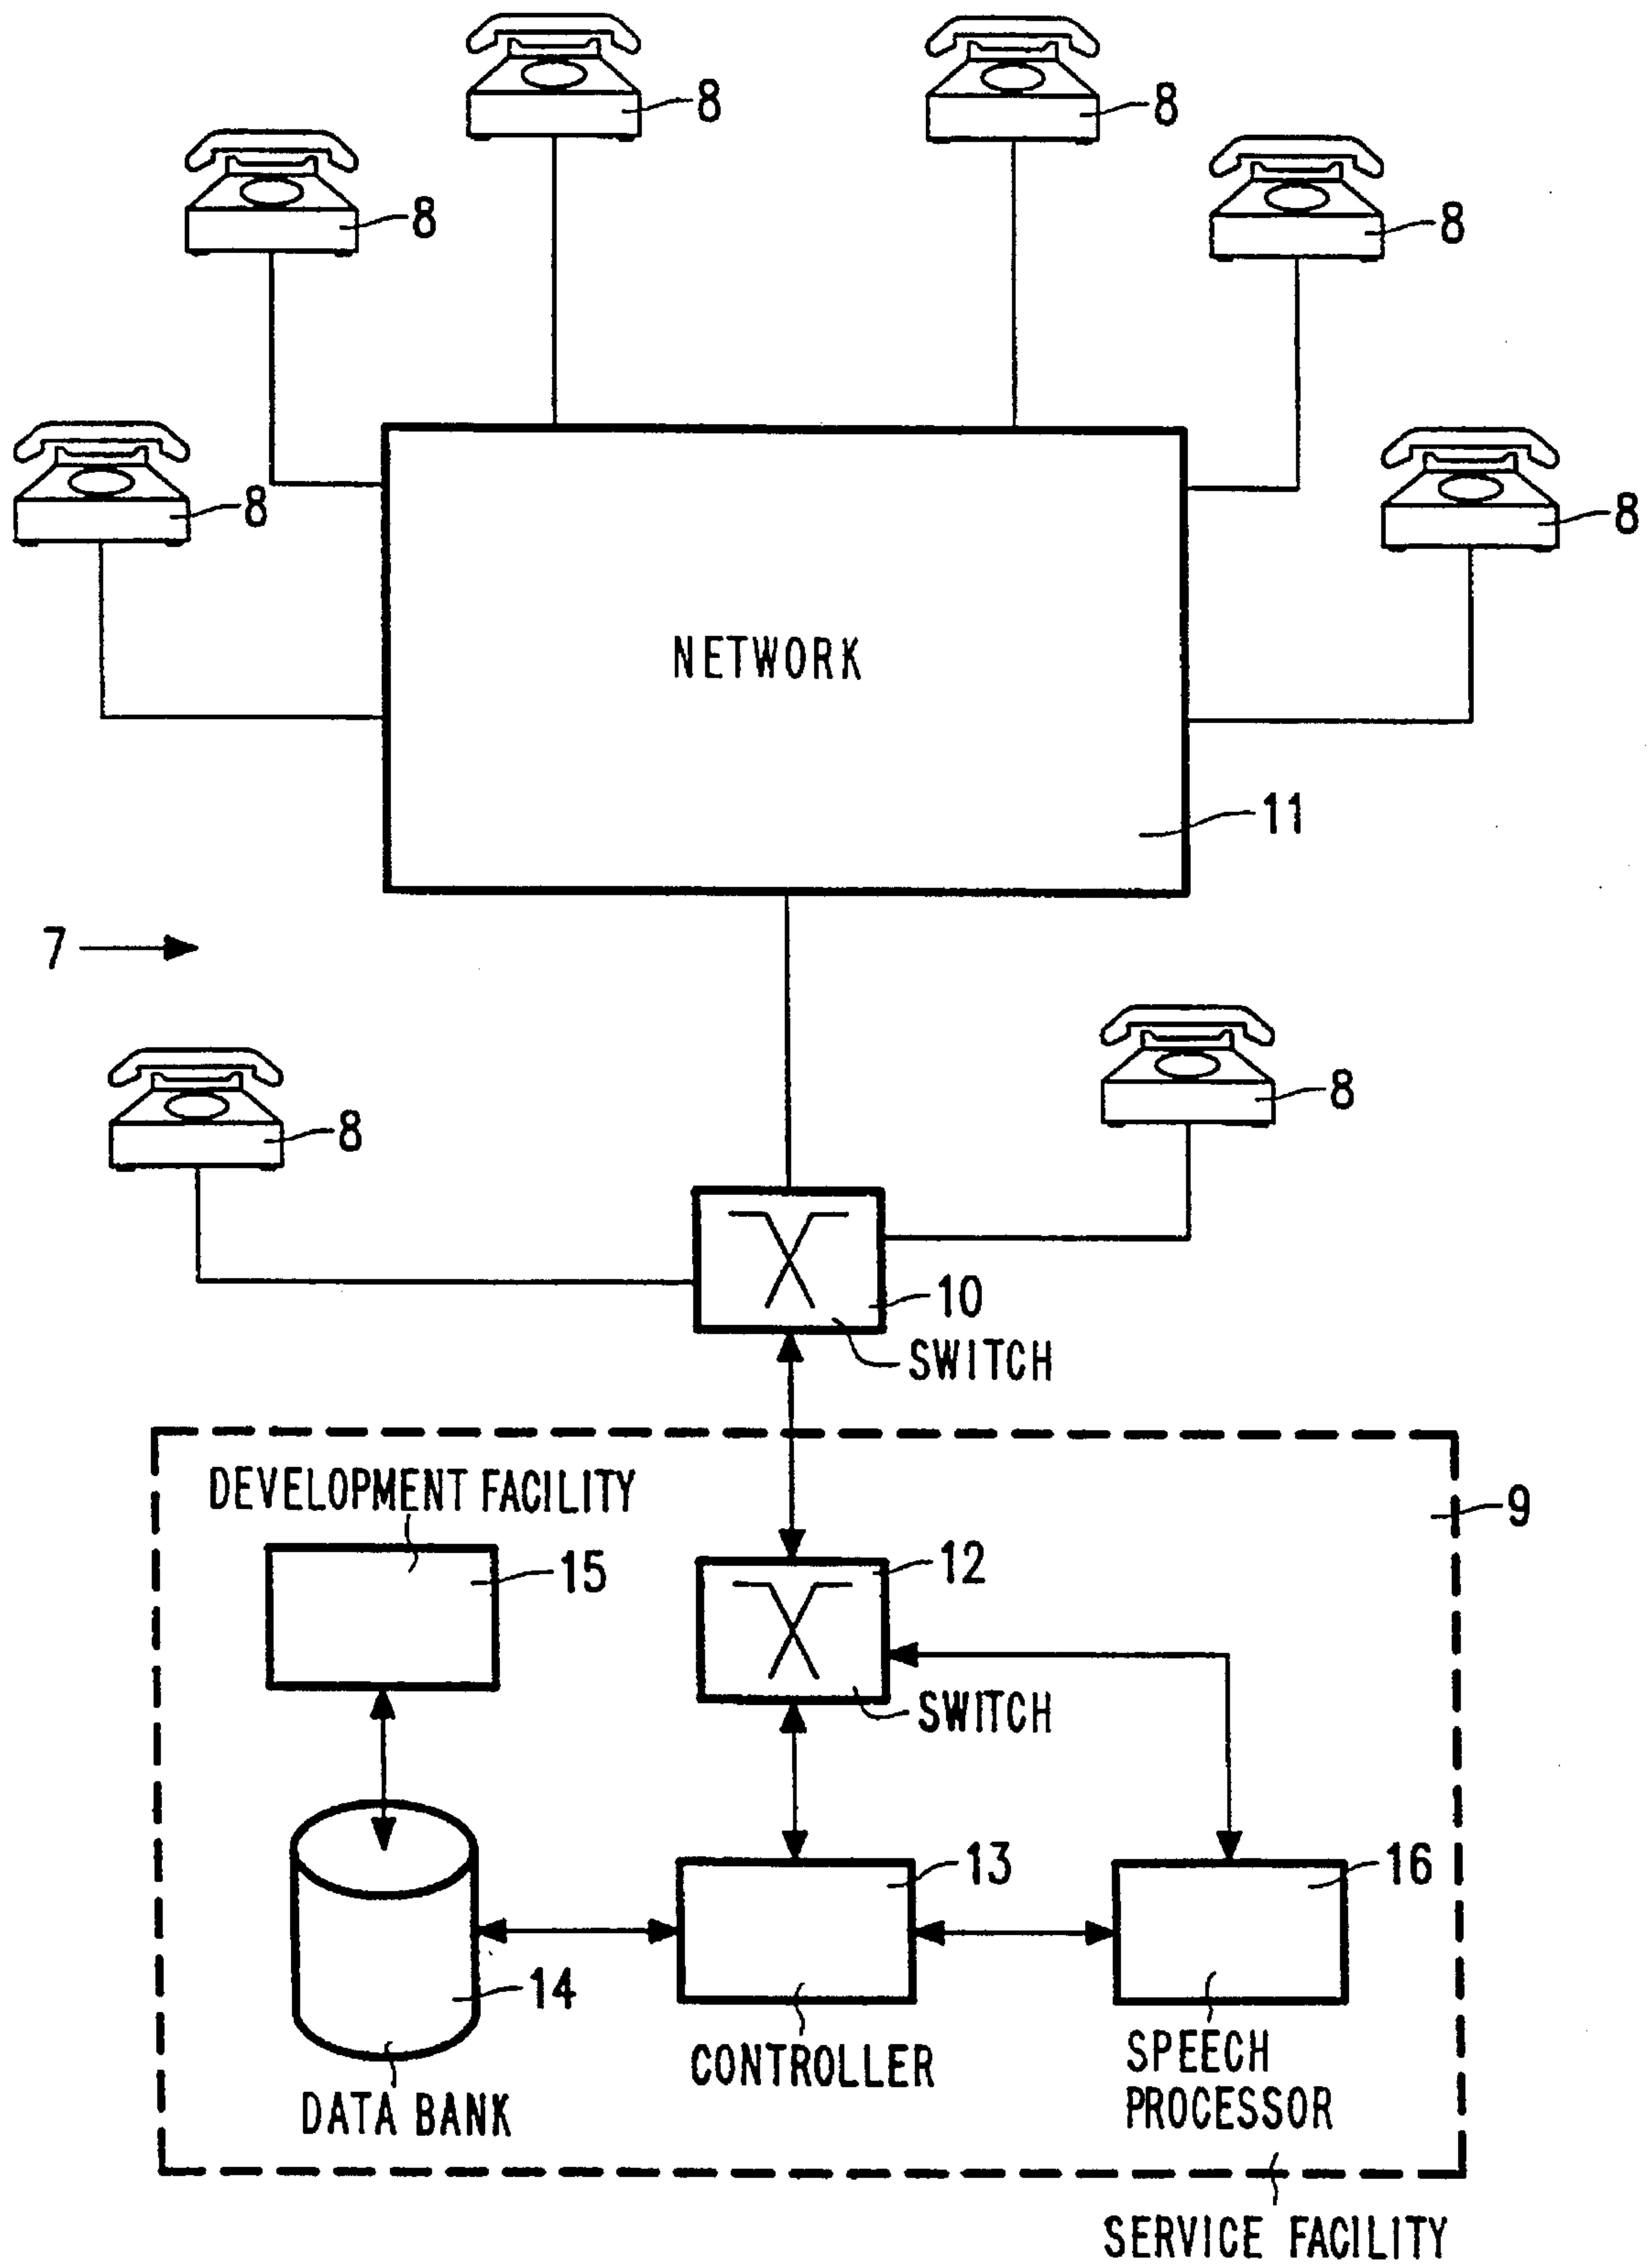 8
8
8
8
8
8
NETWORK
11
7
8
8
10
SWITCH
DEVELOPMENT FACILITY
9
12
15
SWITCH
13
16
14
CONTROLLER
SPEECH
PROCESSOR
DATA BANK
SERVICE FACILITY